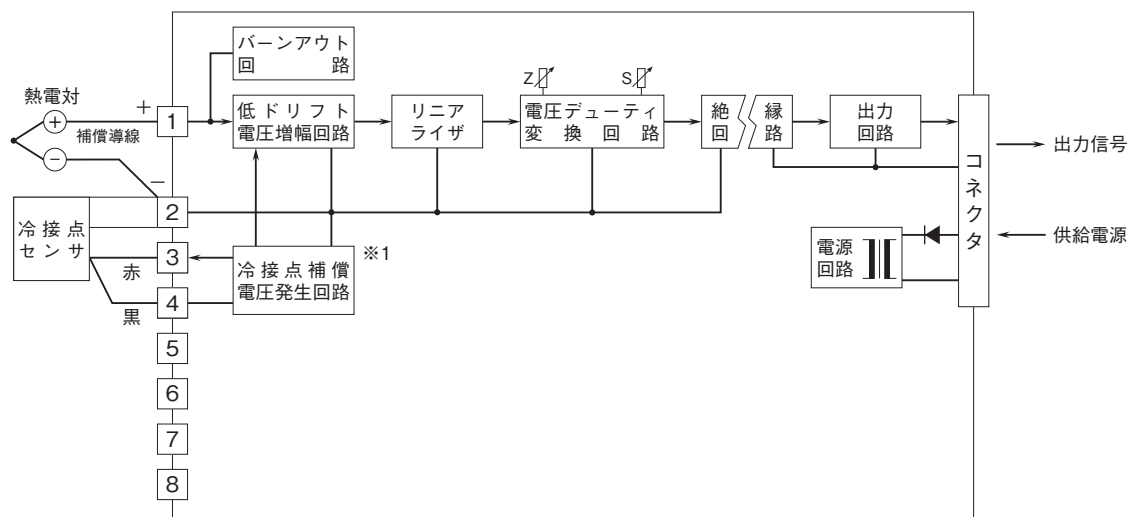 バーンアウト
回路
熱電対
+
+
−
補償導線
−
1
低ドリフト
電圧増幅回路
リニア
ライザ
Z
S
電圧デューティ
変換回路
絶縁
回路
出力
回路
コネクタ
出力信号
供給電源
電源
回路
2
冷接点
センサ
3
赤
4
黒
冷接点補償
電圧発生回路
※1
5
6
7
8